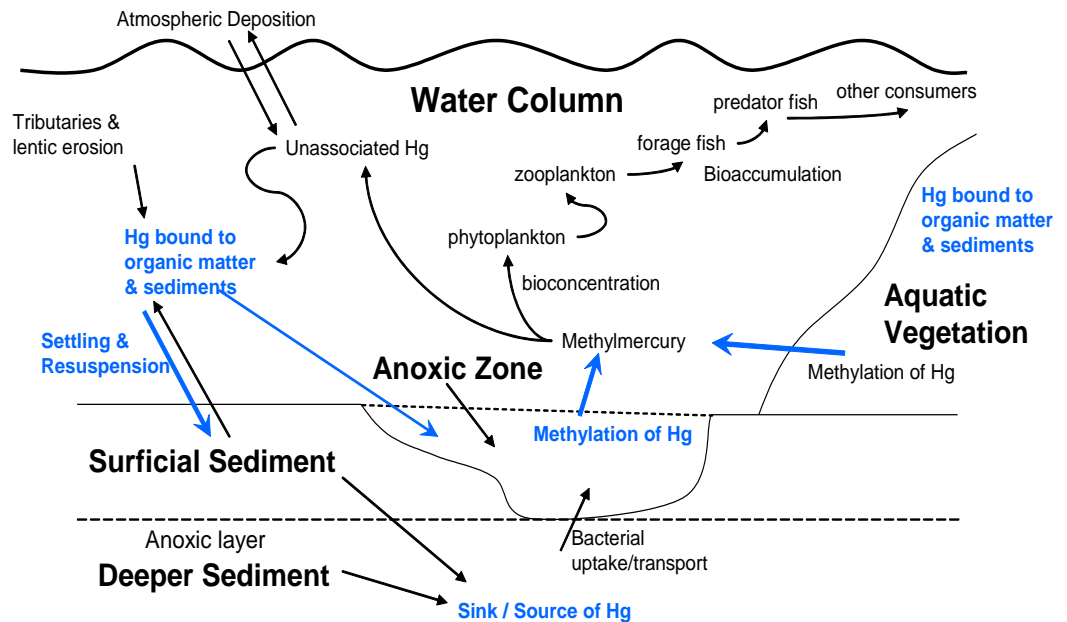 Atmospheric Deposition
Water Column
other consumers
predator fish
Tributaries &
lentic erosion
Unassociated Hg
forage fish
zooplankton
Bioaccumulation
Hg bound to
organic matter
& sediments
Hg bound to
organic matter
& sediments
phytoplankton
bioconcentration
Aquatic
Vegetation
Settling &
Resuspension
Methylmercury
Anoxic Zone
Methylation of Hg
Methylation of Hg
Surficial Sediment
Anoxic layer
Bacterial
uptake/transport
Deeper Sediment
Sink / Source of Hg